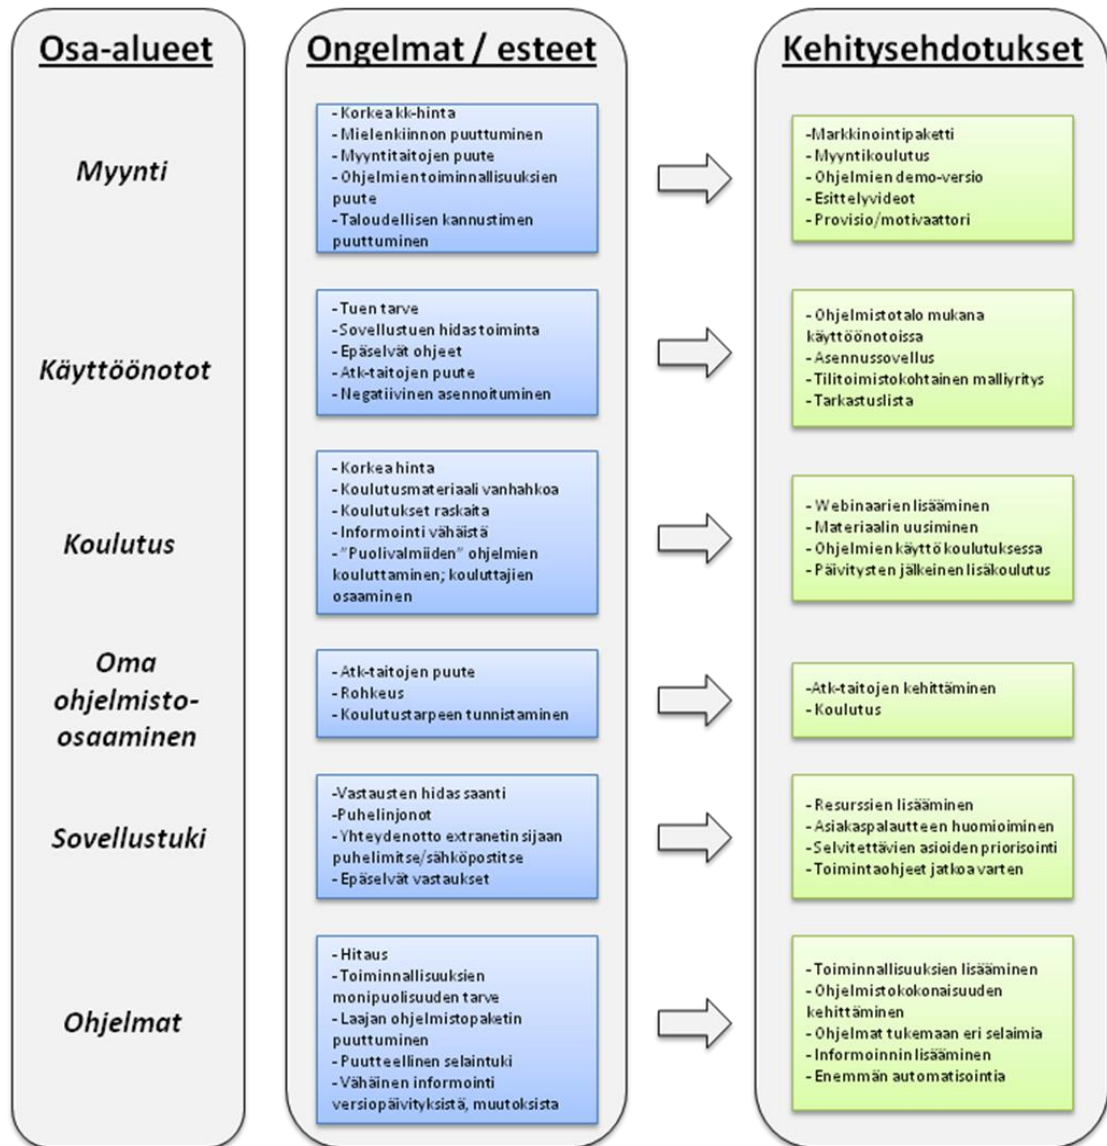 Osa-alueet
Ongelmat / esteet
Kehitysehdotukset
Myynti
- Korkea kk-hinta
- Mielenkiinnon puuttuminen
- Myyntitaitojen puute
- Ohjelmien toiminnallisuuksien
puute
- Taloudellisen kannustimen
puuttuminen
-Markkinointipaketti
- Myyntikoulutus
- Ohjelmien demo-versio
- Esittelyvideot
- Provisio/motivaattori
Käyttöönotot
- Tuen tarve
- Sovellustuen hidas toiminta
- Epäselvät ohjeet
- Atk-taitojen puute
- Negatiivinen asennoituminen
- Ohjelmistotalo mukana
käyttöönotoissa
- Asennussovellus
- Tilitoimistokohtainen malliyritys
- Tarkastuslista
Koulutus
- Korkea hinta
- Koulutusmateriaali vanhahkoa
- Koulutukset raskaita
- Informointi vähäistä
- "Puolivalmiiden" ohjelmien
kouluttaminen; kouluttajien
osaaminen
- Webinaarien lisääminen
- Materiaalin uusiminen
- Ohjelmien käyttö koulutuksessa
- Päivitysten jälkeinen lisäkoulutus
Oma
ohjelmisto-
osaaminen
- Atk-taitojen puute
- Rohkeus
- Koulutustarpeen tunnistaminen
-Atk-taitojen kehittäminen
- Koulutus
Sovellustuki
-Vastausten hidas saanti
-Puhelinjonot
- Yhteydenotto extranetin sijaan
puhelimitse/sähköpostitse
- Epäselvät vastaukset
- Resurssien lisääminen
- Asiakaspalautteen huomioiminen
- Selvitettävien asioiden priorisointi
- Toimintaohjeet jatkoa varten
Ohjelmat
- Hitaus
- Toiminnallisuuksien
monipuolisuuden tarve
- Laajan ohjelmistopaketin
puuttuminen
- Puutteellinen selaintuki
- Vähäinen informointi
versiopäivityksistä, muutoksista
- Toiminnallisuuksien lisääminen
- Ohjelmistokokonaisuuden
kehittäminen
- Ohjelmat tukemaan eri selaimia
- Informoinnin lisääminen
- Enemmän automatisointia